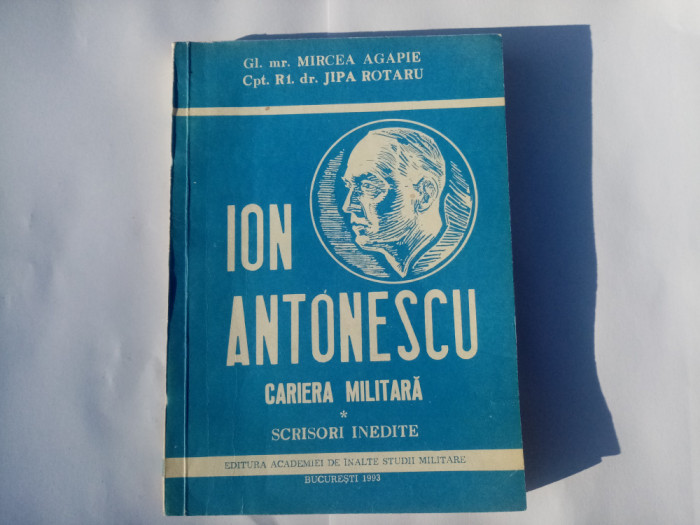 Gl. mr. MIRCEA AGAPIE
Cpt. R1. dr. JIPA ROTARU
ION
ANTONESCU
CARIERA MILITARĂ
*
SCRISORI INEDITE
EDITURA ACADEMIEI DE ÎNALTE STUDII MILITARE
BUCUREȘTI 1993